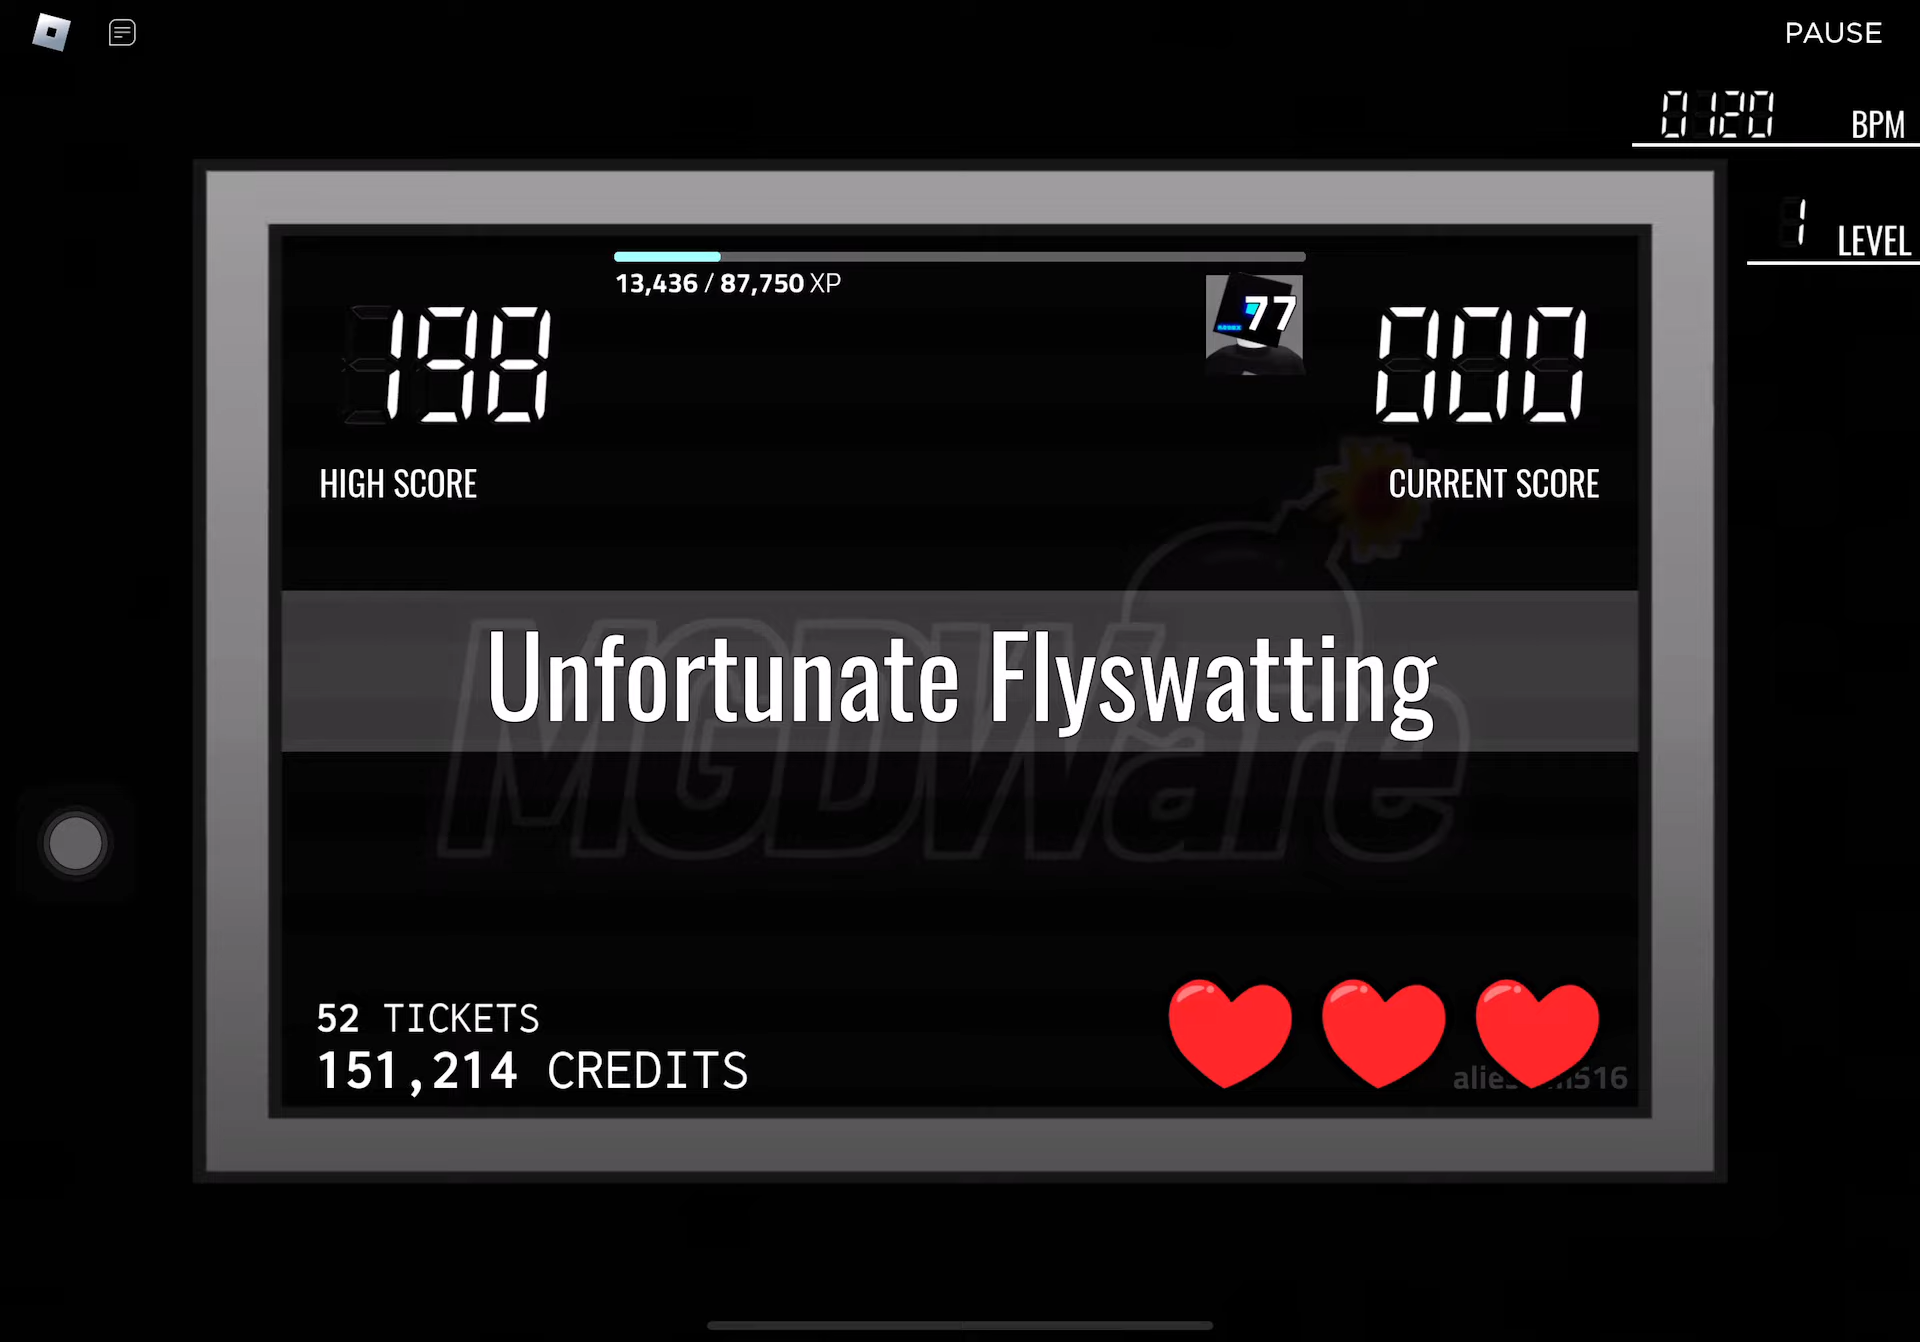 PAUSE
0120 BPM
1 LEVEL
13,436 / 87,750 XP
77
198
000
HIGH SCORE
CURRENT SCORE
Unfortunate Flyswatting
MGDWare
52 TICKETS
151,214 CREDITS